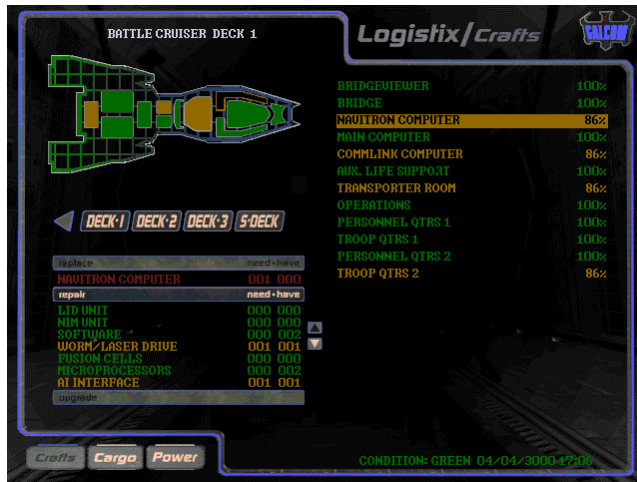 BATTLE CRUISER DECK 1
Logistix/Crafts
GALCOM
BRIDGEVIEWER 100%
BRIDGE 100%
NAVITRON COMPUTER 86%
MAIN COMPUTER 100%
COMMLINK COMPUTER 86%
AUX. LIFE SUPPORT 100%
TRANSPORTER ROOM 86%
OPERATIONS 100%
PERSONNEL QTRS 1 100%
TROOP QTRS 1 100%
PERSONNEL QTRS 2 100%
TROOP QTRS 2 86%
DECK·1 DECK·2 DECK·3 S-DECK
replace need·have
NAVITRON COMPUTER 001 000
repair need·have
LID UNIT 000 000
NIM UNIT 000 000
SOFTWARE 000 002
WORM/LASER DRIVE 001 001
FUSION CELLS 000 000
MICROPROCESSORS 000 002
AI INTERFACE 001 001
upgrade
Crafts Cargo Power
CONDITION: GREEN 04/04/3000-17:06